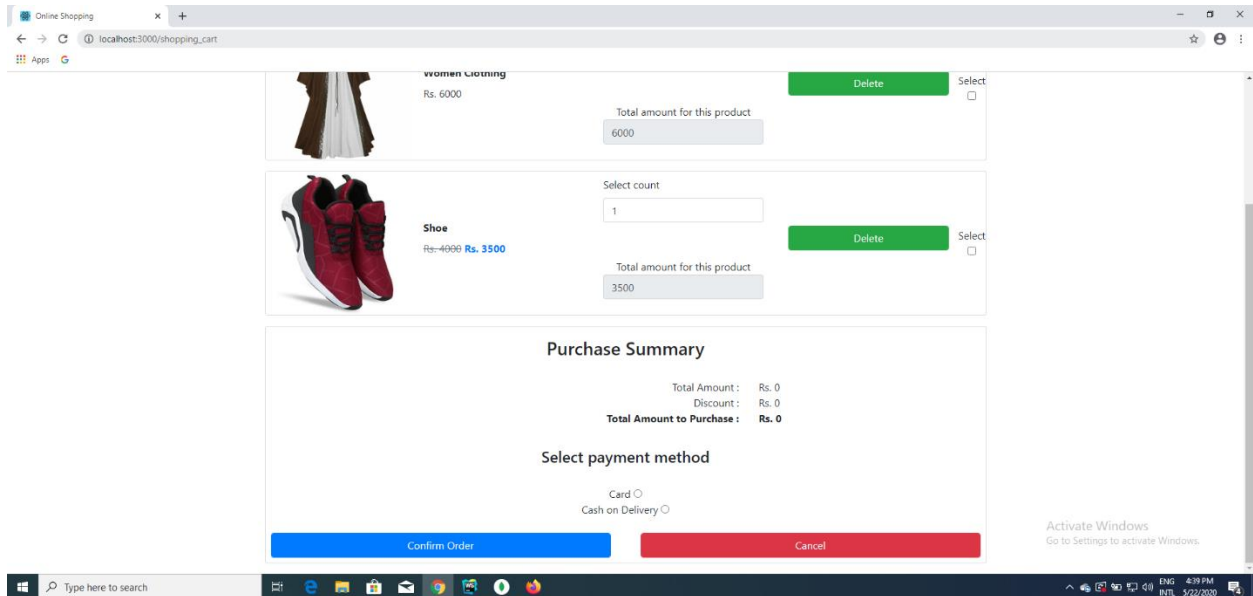 Online Shopping
localhost:3000/shopping_cart
Apps
Women Clothing
Rs. 6000
Delete
Select
Total amount for this product
6000
Select count
1
Shoe
Rs. 4000 Rs. 3500
Delete
Select
Total amount for this product
3500
Purchase Summary
Total Amount : Rs. 0
Discount : Rs. 0
Total Amount to Purchase : Rs. 0
Select payment method
Card
Cash on Delivery
Confirm Order
Cancel
Activate Windows
Go to Settings to activate Windows.
Type here to search
ENG 4:39 PM
INTL 5/22/2020